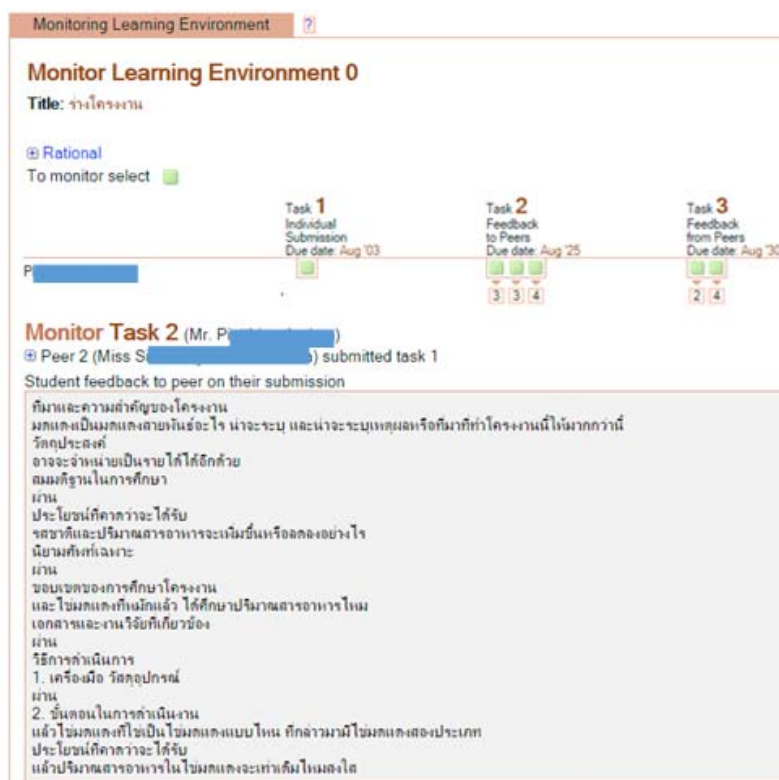 Monitoring Learning Environment ?
Monitor Learning Environment 0
Title: ร่างโครงงาน
Rational
To monitor select
Task 1 Task 2 Task 3
Individual Feedback Feedback
Submission to Peers from Peers
Due date: Aug '03 Due date: Aug '25 Due date: Aug '30
P
3 3 4 2 4
Monitor Task 2 (Mr. Pi )
Peer 2 (Miss S ) submitted task 1
Student feedback to peer on their submission
ที่มาและความสำคัญของโครงงาน
มดแดงเป็นมดแดงสายพันธ์อะไร น่าจะระบุ และน่าจะระบุเหตุผลหรือที่มาที่ทำโครงงานนี้ให้มากกว่านี้
วัตถุประสงค์
อาจจะจำหน่ายเป็นรายได้ได้อีกด้วย
สมมติฐานในการศึกษา
ผ่าน
ประโยชน์ที่คาดว่าจะได้รับ
รสชาติและปริมาณสารอาหารจะเพิ่มขึ้นหรือลดลงอย่างไร
นิยามศัพท์เฉพาะ
ผ่าน
ขอบเขตของการศึกษาโครงงาน
และไข่มดแดงที่หมักแล้ว ได้ศึกษาปริมาณสารอาหารไหม
เอกสารและงานวิจัยที่เกี่ยวข้อง
ผ่าน
วิธีการดำเนินการ
1. เครื่องมือ วัสดุอุปกรณ์
ผ่าน
2. ขั้นตอนในการดำเนินงาน
แล้วไข่มดแดงที่ใช้เป็นไข่มดแดงแบบไหน ที่กล่าวมามีไข่มดแดงสองประเภท
ประโยชน์ที่คาดว่าจะได้รับ
แล้วปริมาณสารอาหารในไข่มดแดงจะเท่าเดิมไหมสงใส